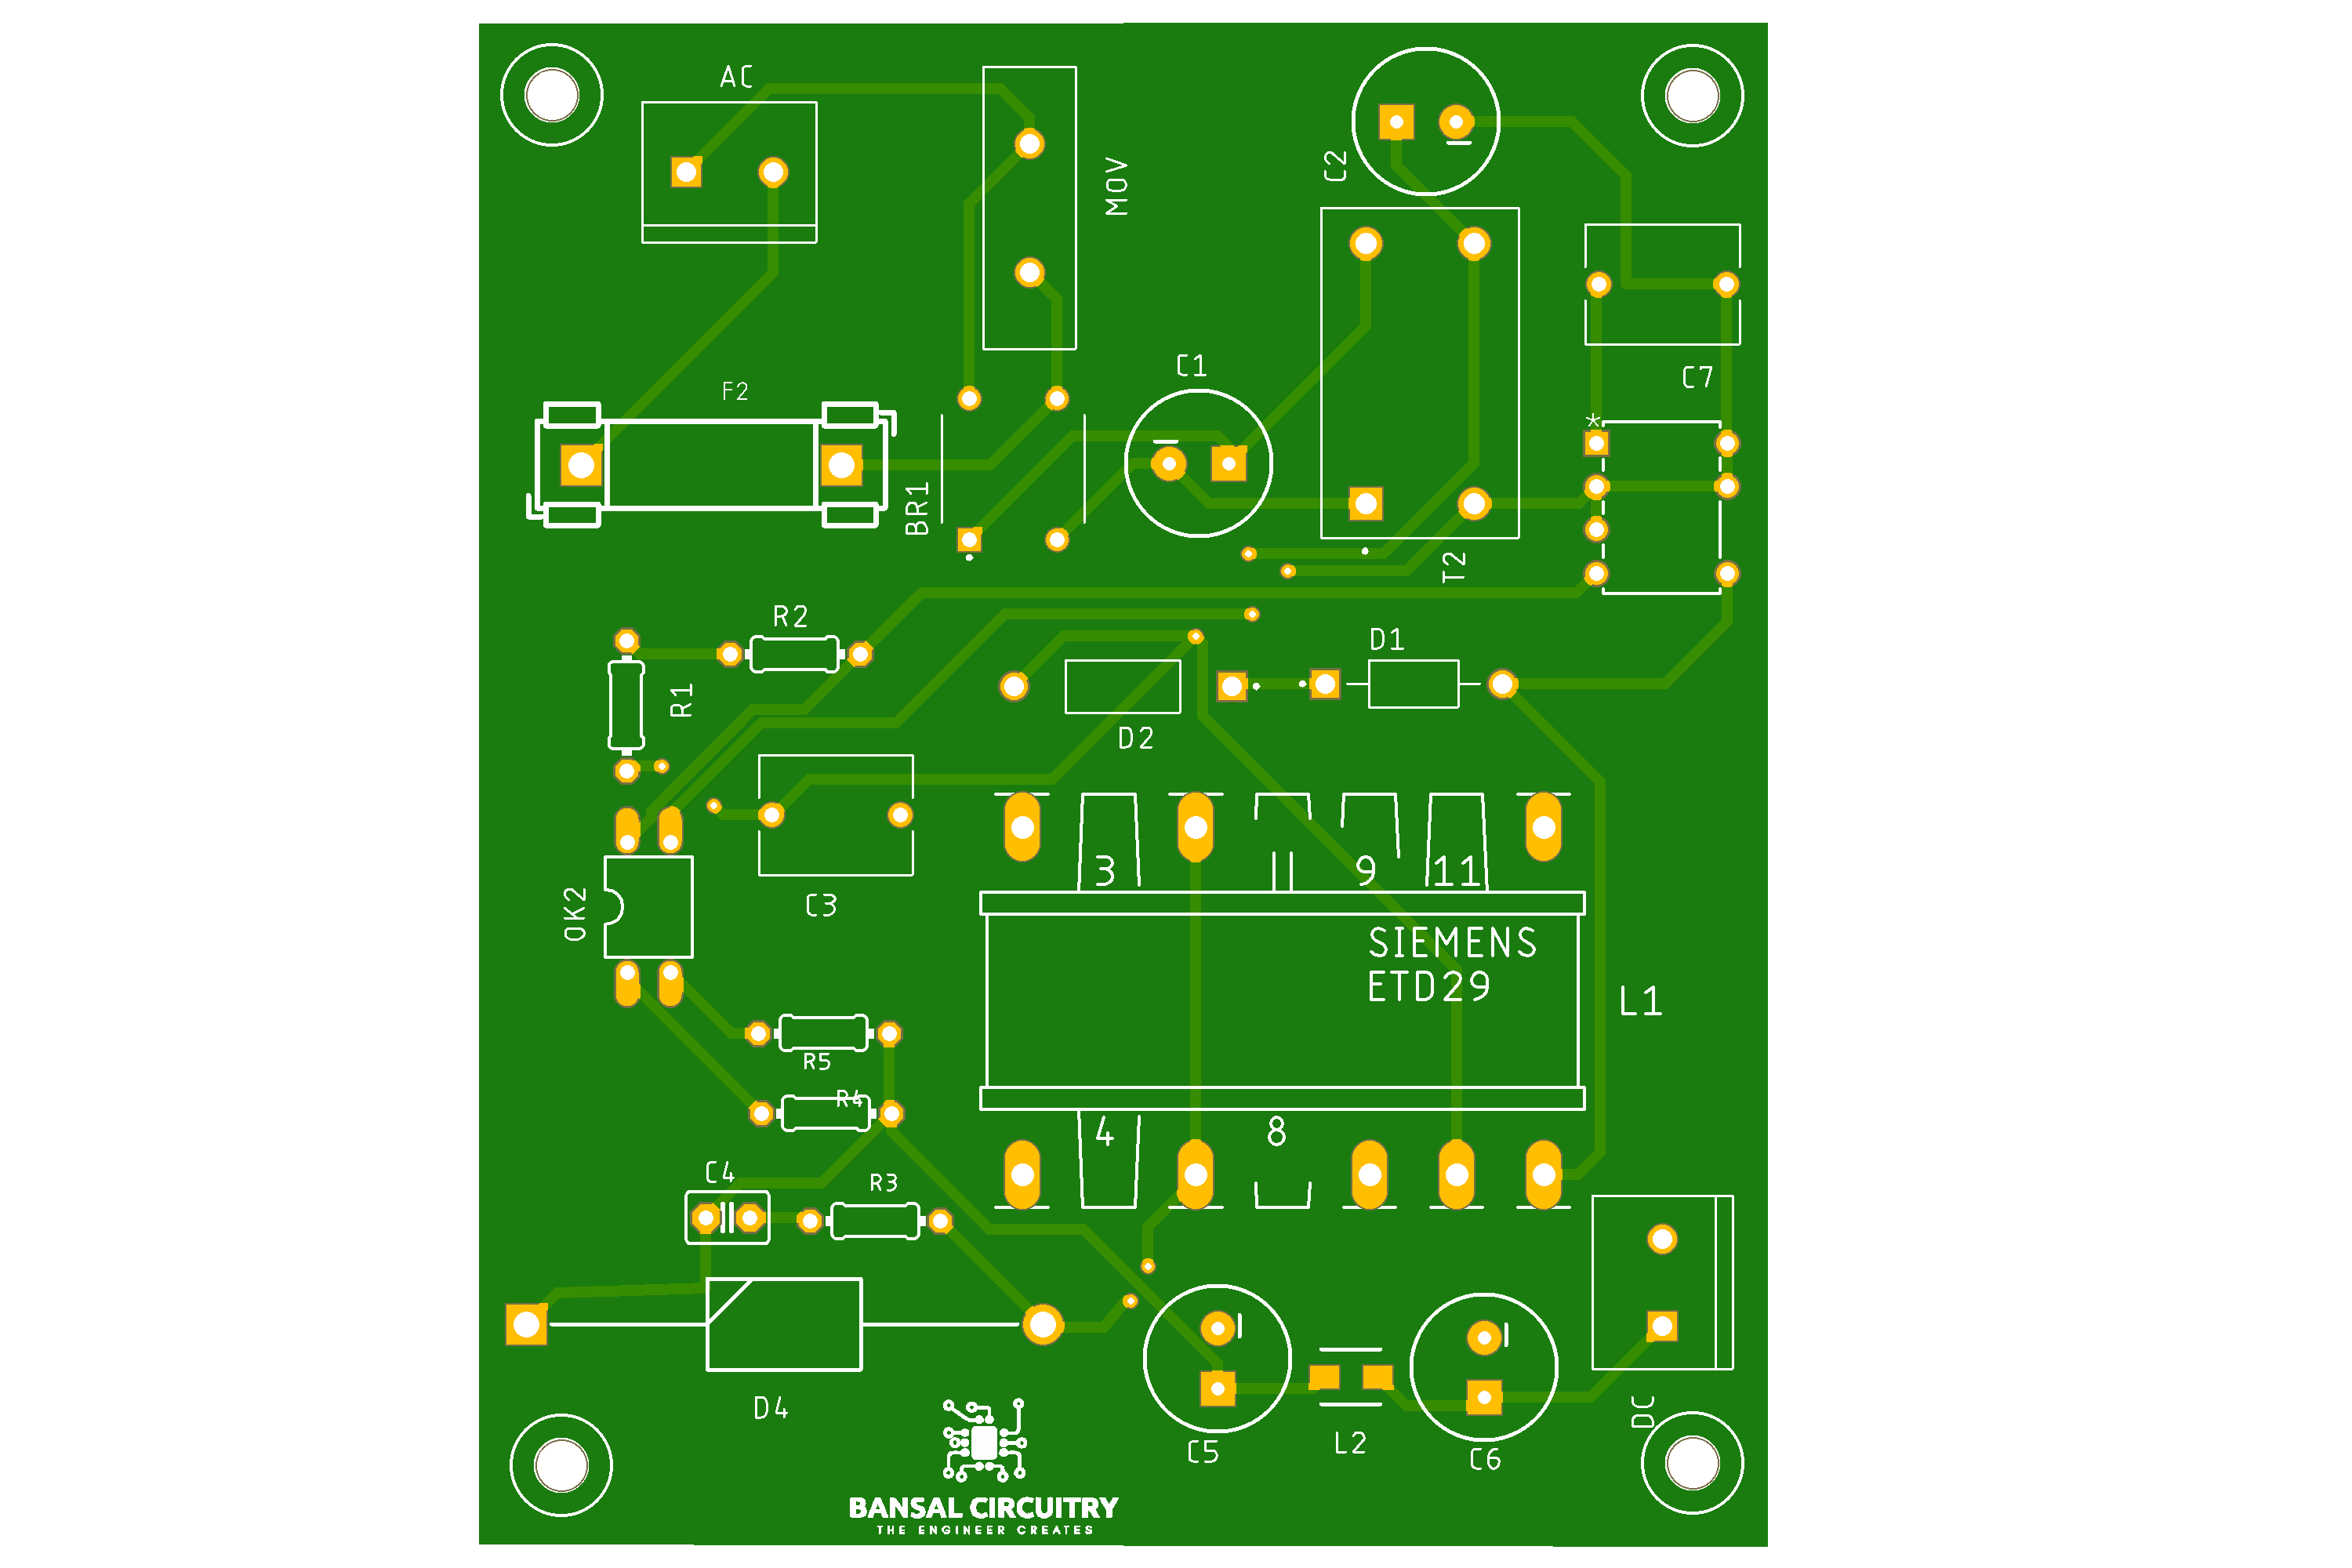 AC
MOV
C2
C7
C1
F2
BR1
*
T2
R2
D1
R1
D2
3
9
11
C3
OK2
SIEMENS
ETD29
L1
R5
R4
4
8
C4
R3
D4
DC
C5
L2
C6
BANSAL CIRCUITRY
THE ENGINEER CREATES